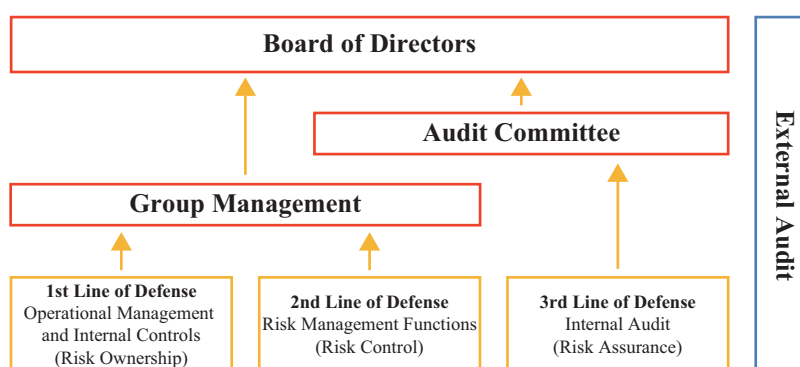 Board of Directors
Audit Committee
Group Management
1st Line of Defense
Operational Management
and Internal Controls
(Risk Ownership)
2nd Line of Defense
Risk Management Functions
(Risk Control)
3rd Line of Defense
Internal Audit
(Risk Assurance)
External Audit